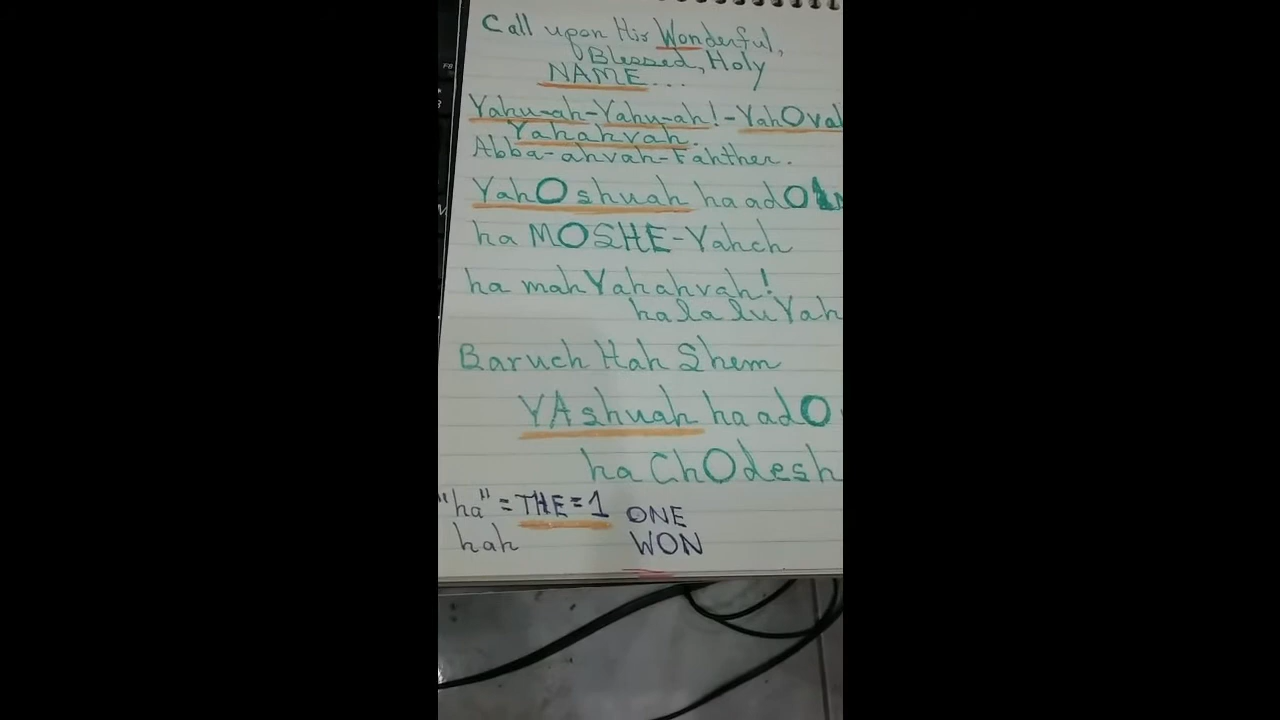 Call upon His Wonderful,
Blessed, Holy
NAME...
Yahu-ah-Yahu-ah!-YahOvah
Yahahvah.
Abba-ahvah-Fahther.
YahOshuah ha adO
ha MOSHE-Yahch
ha mahYahahvah!
halaluYah
Baruch Hah Shem
YAshuah ha adO
ha ChOdesh
"ha" = THE = 1 ONE
hah WON